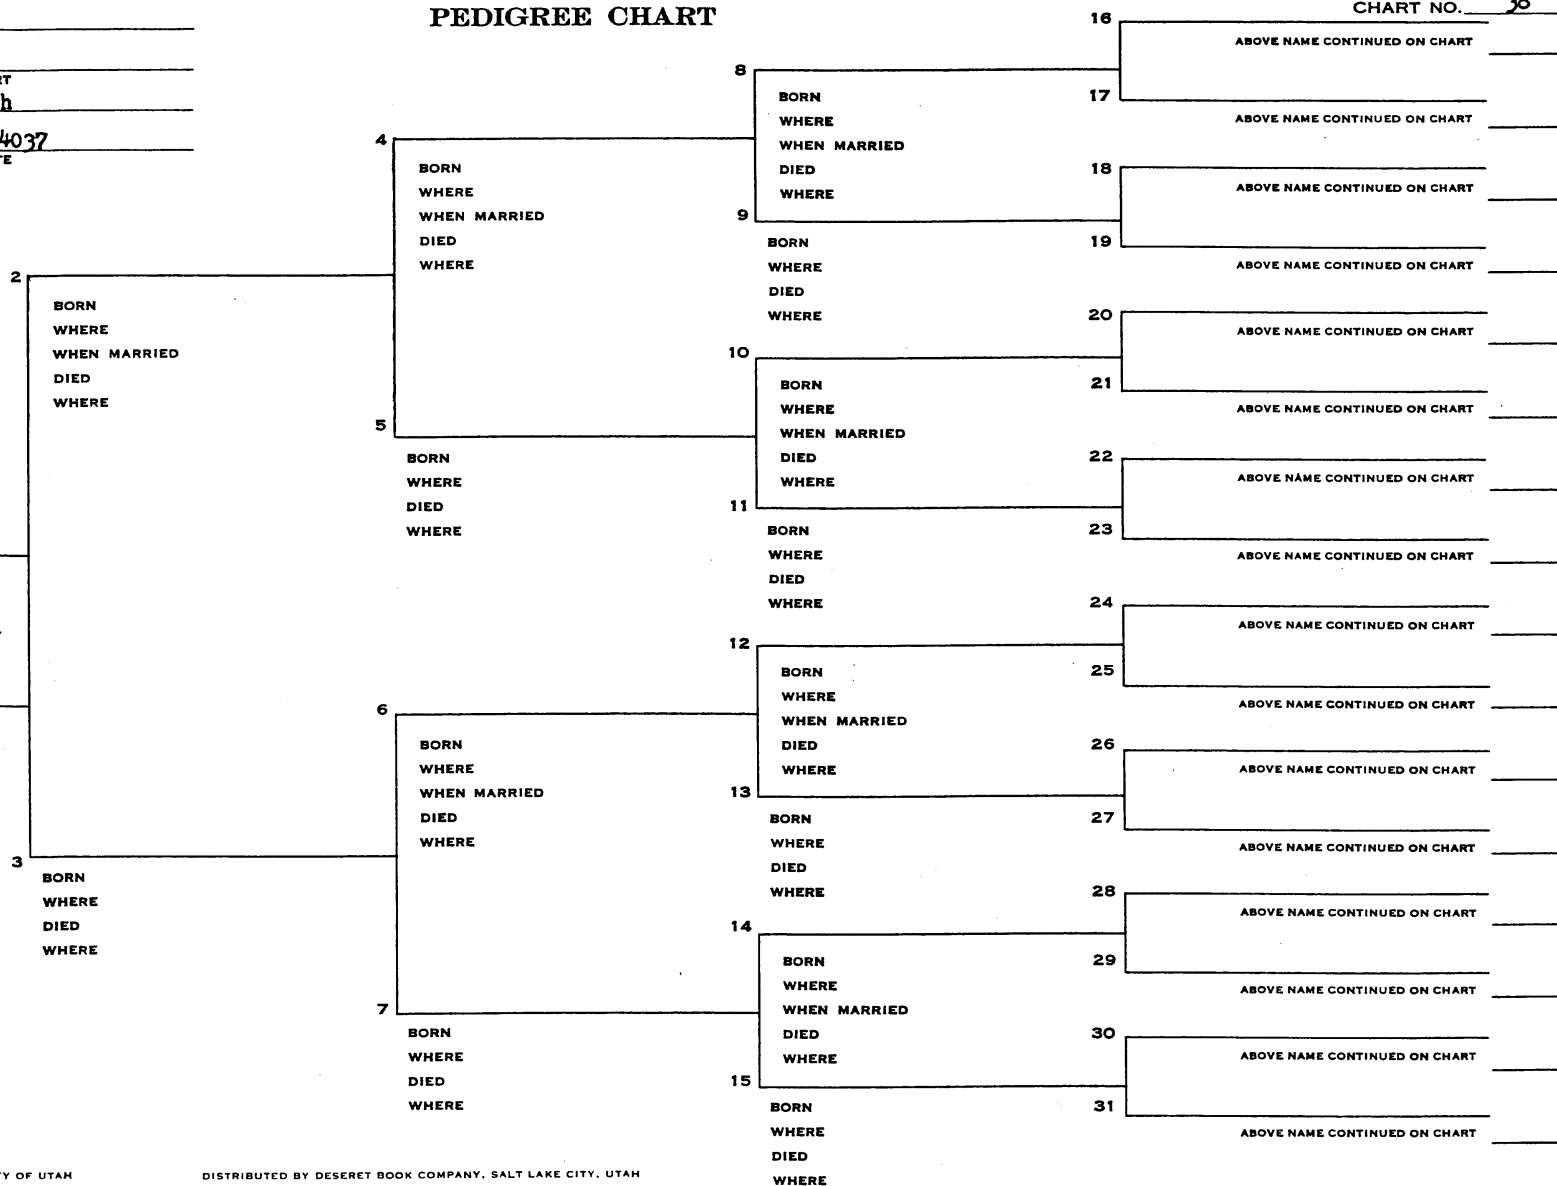 PEDIGREE CHART
CHART NO. 30
RT
h
4037
TE
2
BORN
WHERE
WHEN MARRIED
DIED
WHERE
3
BORN
WHERE
DIED
WHERE
4
BORN
WHERE
WHEN MARRIED
DIED
WHERE
5
BORN
WHERE
DIED
WHERE
6
BORN
WHERE
WHEN MARRIED
DIED
WHERE
7
BORN
WHERE
DIED
WHERE
8
BORN
WHERE
WHEN MARRIED
DIED
WHERE
9
BORN
WHERE
DIED
WHERE
10
BORN
WHERE
WHEN MARRIED
DIED
WHERE
11
BORN
WHERE
DIED
WHERE
12
BORN
WHERE
WHEN MARRIED
DIED
WHERE
13
BORN
WHERE
DIED
WHERE
14
BORN
WHERE
WHEN MARRIED
DIED
WHERE
15
BORN
WHERE
DIED
WHERE
16
ABOVE NAME CONTINUED ON CHART
17
ABOVE NAME CONTINUED ON CHART
18
ABOVE NAME CONTINUED ON CHART
19
ABOVE NAME CONTINUED ON CHART
20
ABOVE NAME CONTINUED ON CHART
21
ABOVE NAME CONTINUED ON CHART
22
ABOVE NAME CONTINUED ON CHART
23
ABOVE NAME CONTINUED ON CHART
24
ABOVE NAME CONTINUED ON CHART
25
ABOVE NAME CONTINUED ON CHART
26
ABOVE NAME CONTINUED ON CHART
27
ABOVE NAME CONTINUED ON CHART
28
ABOVE NAME CONTINUED ON CHART
29
ABOVE NAME CONTINUED ON CHART
30
ABOVE NAME CONTINUED ON CHART
31
ABOVE NAME CONTINUED ON CHART
TY OF UTAH
DISTRIBUTED BY DESERET BOOK COMPANY, SALT LAKE CITY, UTAH